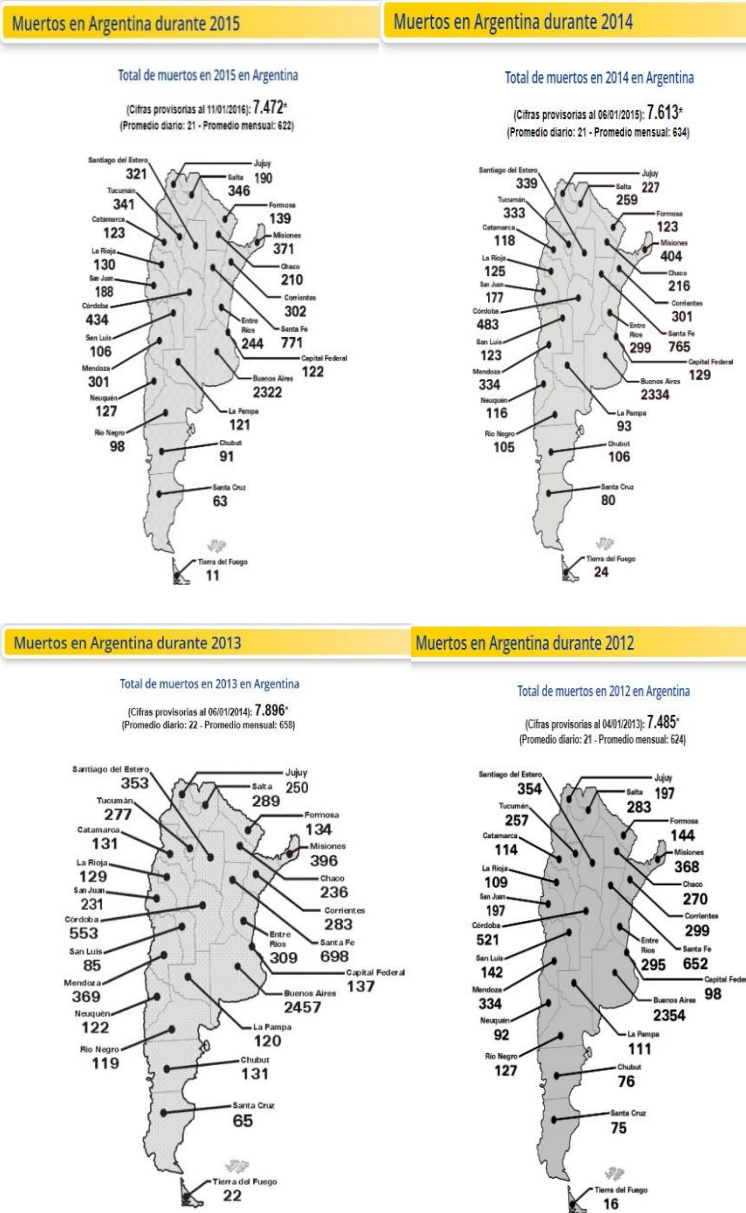 Muertos en Argentina durante 2015
Total de muertos en 2015 en Argentina
(Cifras provisorias al 11/01/2016): 7.472*
(Promedio diario: 21 - Promedio mensual: 622)
Santiago del Estero
321
Jujuy
190
Salta
346
Tucumán
341
Formosa
139
Catamarca
123
Misiones
371
La Rioja
130
Chaco
210
San Juan
188
Corrientes
302
Córdoba
434
Entre
Rios
244
Santa Fe
771
San Luis
106
Capital Federal
122
Mendoza
301
Buenos Aires
2322
Neuquén
127
La Pampa
121
Río Negro
98
Chubut
91
Santa Cruz
63
Tierra del Fuego
11
Muertos en Argentina durante 2014
Total de muertos en 2014 en Argentina
(Cifras provisorias al 06/01/2015): 7.613*
(Promedio diario: 21 - Promedio mensual: 634)
Santiago del Estero
339
Jujuy
227
Salta
259
Tucumán
333
Formosa
123
Catamarca
118
Misiones
404
La Rioja
125
Chaco
216
San Juan
177
Corrientes
301
Córdoba
483
Entre
Rios
299
Santa Fe
765
San Luis
123
Capital Federal
129
Mendoza
334
Buenos Aires
2334
Neuquén
116
La Pampa
93
Río Negro
105
Chubut
106
Santa Cruz
80
Tierra del Fuego
24
Muertos en Argentina durante 2013
Total de muertos en 2013 en Argentina
(Cifras provisorias al 06/01/2014): 7.896*
(Promedio diario: 22 - Promedio mensual: 658)
Santiago del Estero
353
Jujuy
250
Salta
289
Tucumán
277
Formosa
134
Catamarca
131
Misiones
396
La Rioja
129
Chaco
236
San Juan
231
Corrientes
283
Córdoba
553
Entre
Rios
309
Santa Fe
698
San Luis
85
Capital Federal
137
Mendoza
369
Buenos Aires
2457
Neuquén
122
La Pampa
120
Río Negro
119
Chubut
131
Santa Cruz
65
Tierra del Fuego
22
Muertos en Argentina durante 2012
Total de muertos en 2012 en Argentina
(Cifras provisorias al 04/01/2013): 7.485*
(Promedio diario: 21 - Promedio mensual: 624)
Santiago del Estero
354
Jujuy
197
Salta
283
Tucumán
257
Formosa
144
Catamarca
114
Misiones
368
La Rioja
109
Chaco
270
San Juan
197
Corrientes
299
Córdoba
521
Entre
Rios
295
Santa Fe
652
San Luis
142
Capital Feder
98
Mendoza
334
Buenos Aires
2354
Neuquén
92
La Pampa
111
Río Negro
127
Chubut
76
Santa Cruz
75
Tierra del Fuego
16